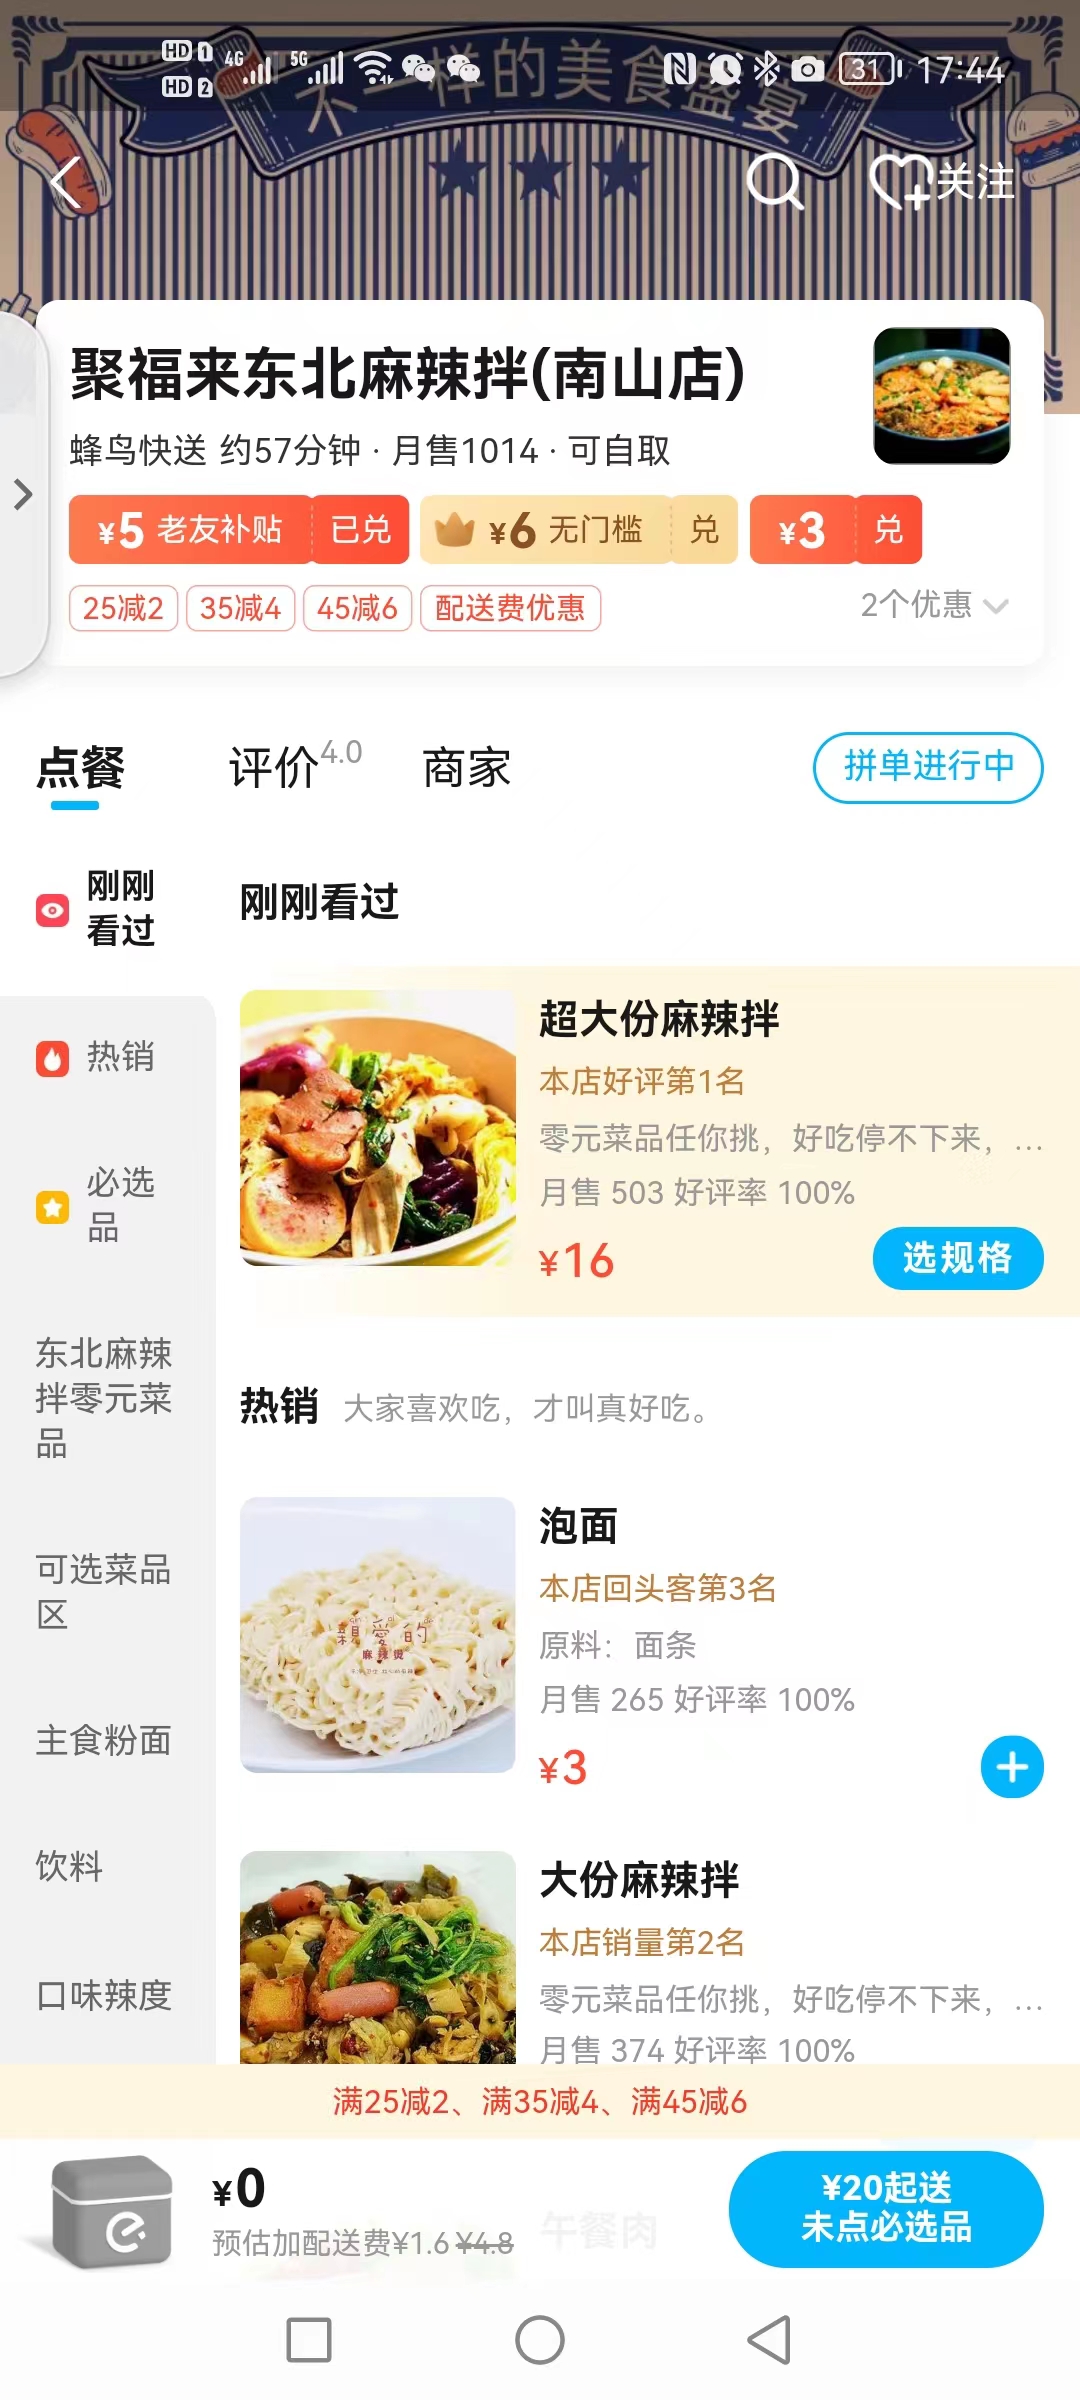 不一样的美食盛宴
HD 1 4G 5G 31 17:44
HD 2
关注
聚福来东北麻辣拌(南山店)
蜂鸟快送 约57分钟 · 月售1014 · 可自取
¥5 老友补贴 已兑 ¥6 无门槛 兑 ¥3 兑
25减2 35减4 45减6 配送费优惠 2个优惠
点餐 评价4.0 商家 拼单进行中
刚刚
看过
刚刚看过
热销
必选
品
东北麻辣
拌零元菜
品
可选菜品
区
主食粉面
饮料
口味辣度
超大份麻辣拌
本店好评第1名
零元菜品任你挑，好吃停不下来，…
月售 503 好评率 100%
¥16 选规格
热销 大家喜欢吃，才叫真好吃。
親爱的
麻辣烫
泡面
本店回头客第3名
原料：面条
月售 265 好评率 100%
¥3
大份麻辣拌
本店销量第2名
零元菜品任你挑，好吃停不下来，…
月售 374 好评率 100%
满25减2、满35减4、满45减6
¥0
预估加配送费¥1.6 ¥4.8
午餐肉
¥20起送
未点必选品